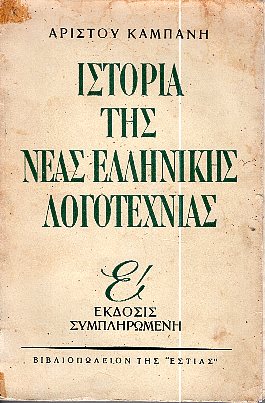 ΑΡΙΣΤΟΥ ΚΑΜΠΑΝΗ
ΙΣΤΟΡΙΑ
ΤΗΣ
ΝΕΑΣ ΕΛΛΗΝΙΚΗΣ
ΛΟΓΟΤΕΧΝΙΑΣ
Ε'
ΕΚΔΟΣΙΣ
ΣΥΜΠΛΗΡΩΜΕΝΗ
ΒΙΒΛΙΟΠΩΛΕΙΟΝ ΤΗΣ "ΕΣΤΙΑΣ"